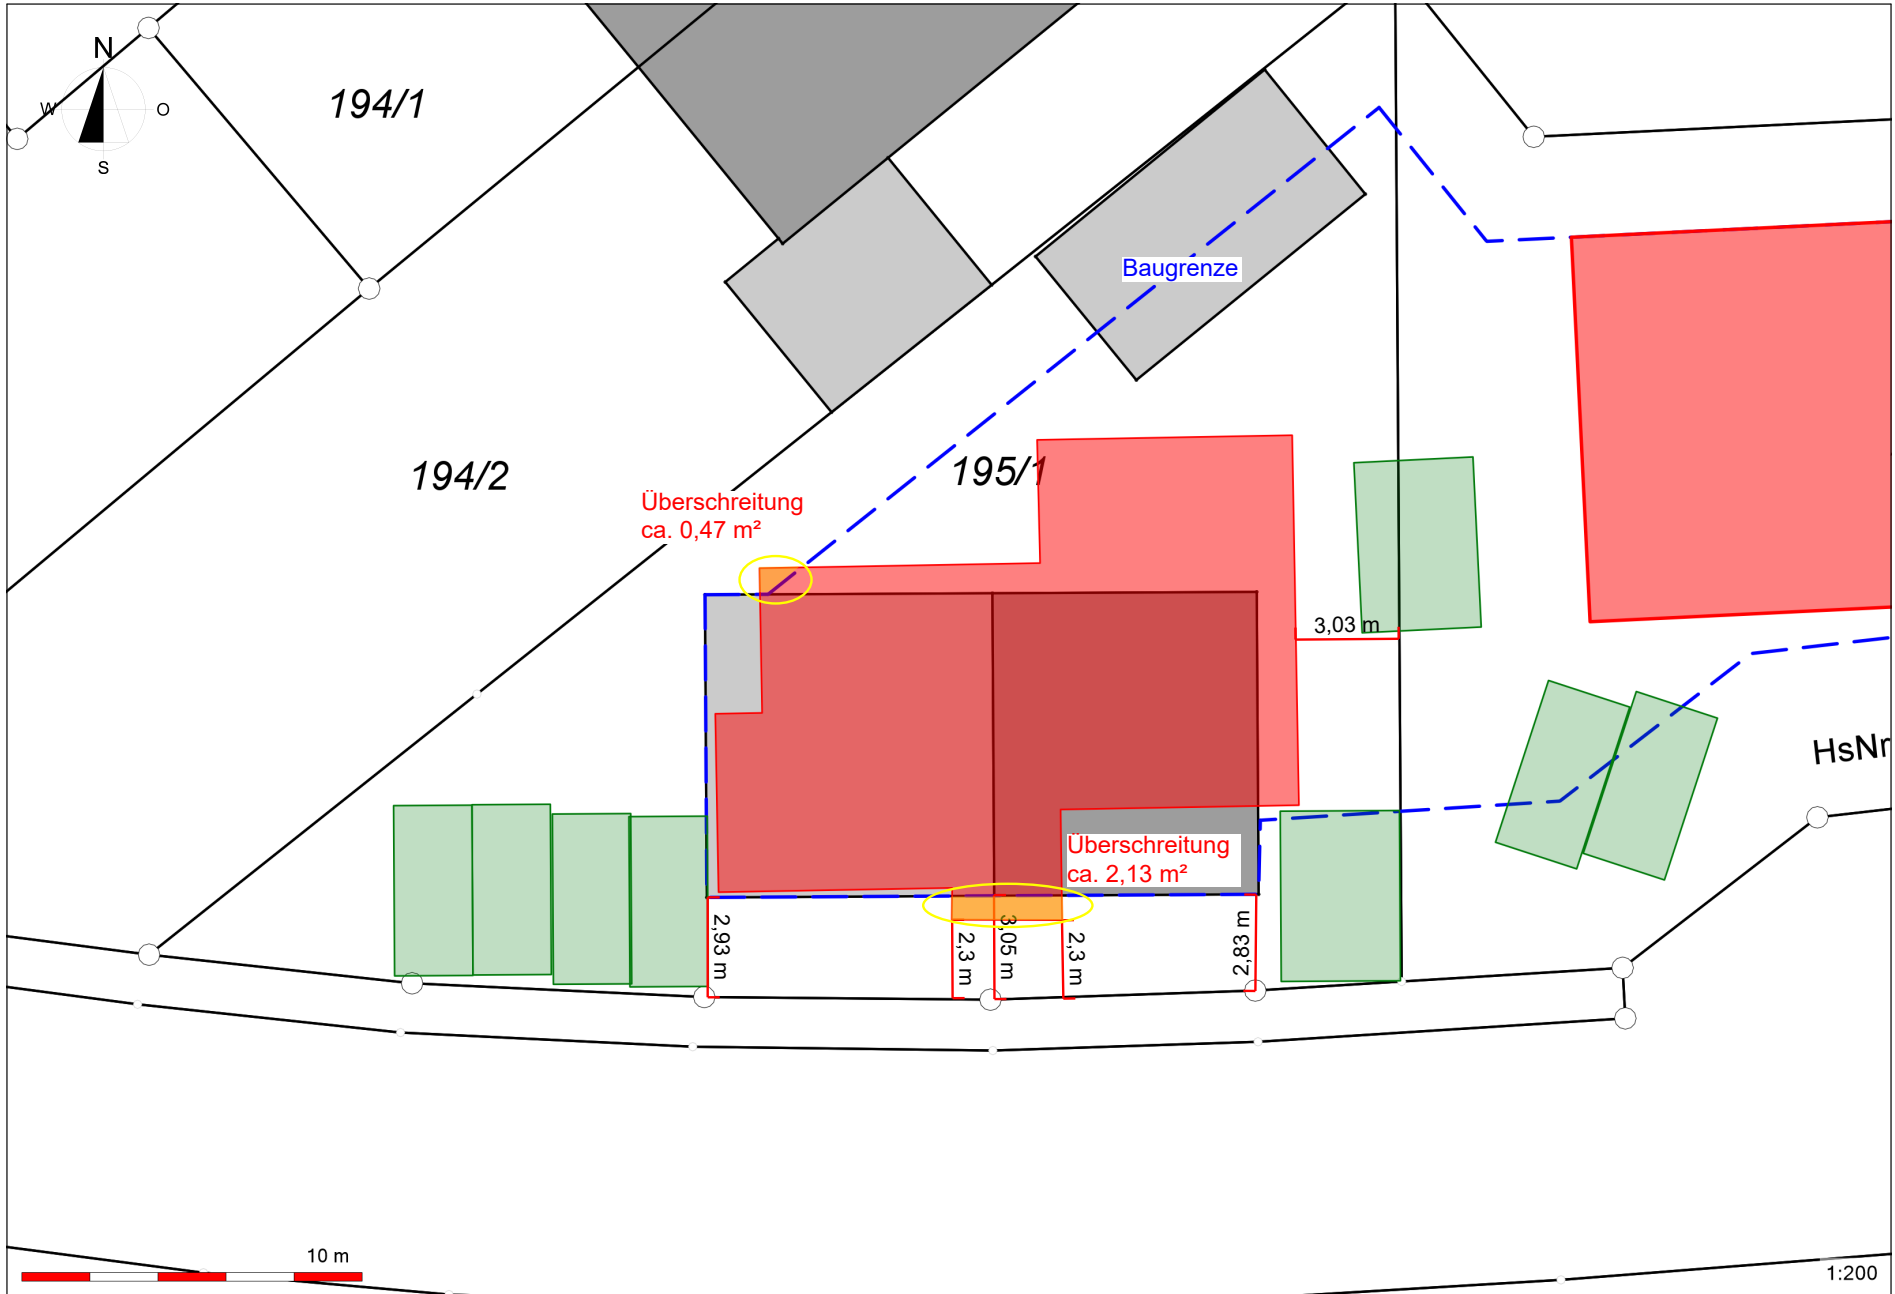 N
W
O
S
194/1
Baugrenze
194/2
195/1
Überschreitung
ca. 0,47 m²
3,03 m
HsNr
Überschreitung
ca. 2,13 m²
2,93 m
2,3 m
3,05 m
2,3 m
2,83 m
10 m
1:200